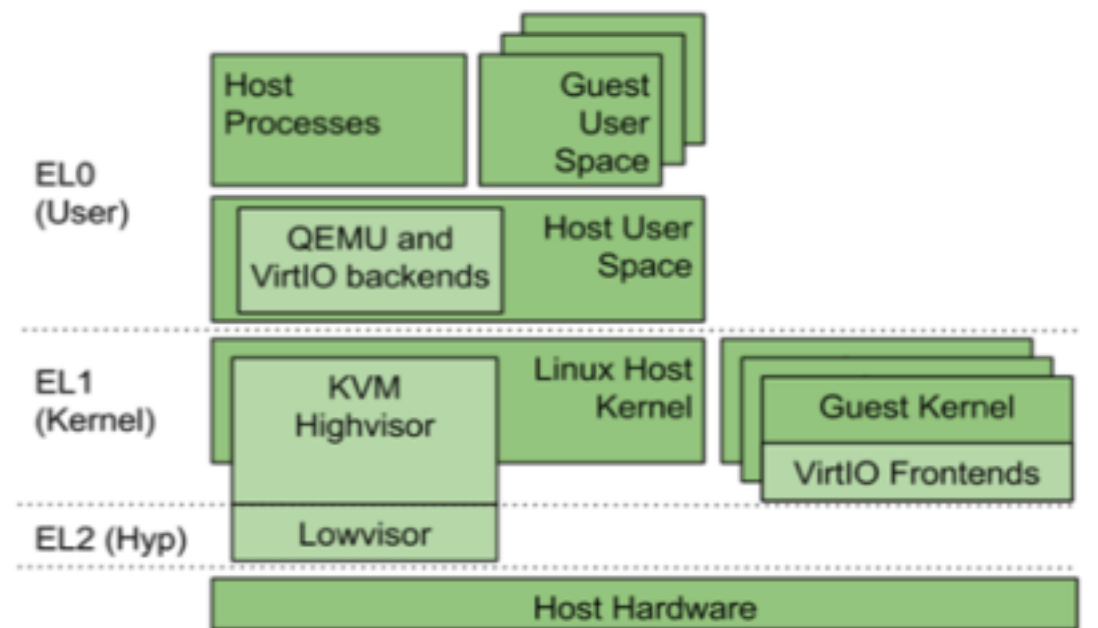 Host
Processes
Guest
User
Space
EL0
(User)
QEMU and
VirtIO backends
Host User
Space
EL1
(Kernel)
KVM
Highvisor
Linux Host
Kernel
Guest Kernel
VirtIO Frontends
EL2 (Hyp)
Lowvisor
Host Hardware